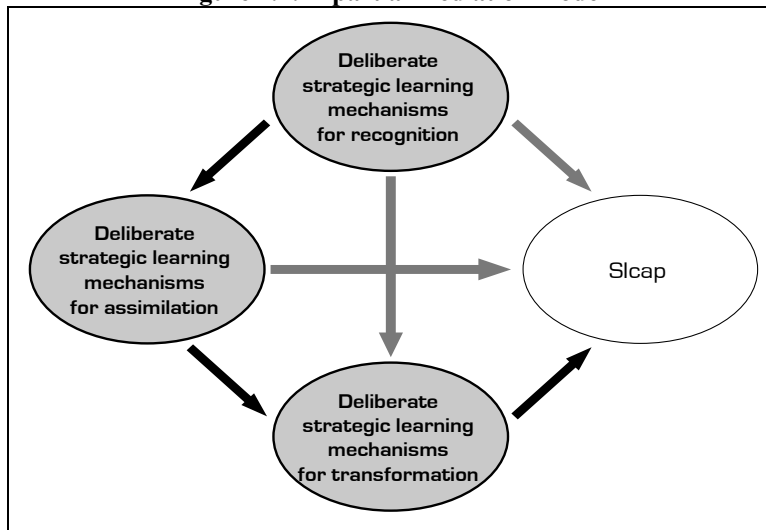 Deliberate
strategic learning
mechanisms
for recognition
Deliberate
strategic learning
mechanisms
for assimilation
Slcap
Deliberate
strategic learning
mechanisms
for transformation